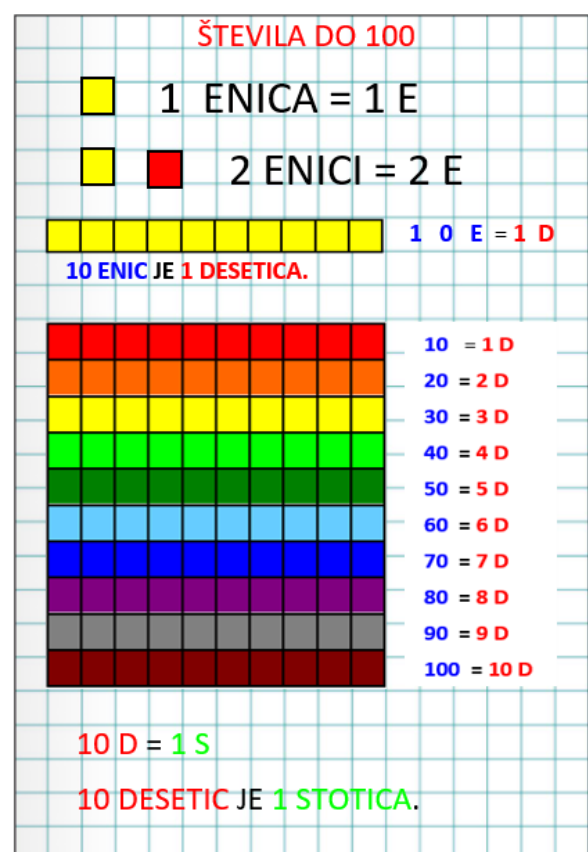 ŠTEVILA DO 100
1 ENICA = 1 E
2 ENICI = 2 E
1 0 E = 1 D
10 ENIC JE 1 DESETICA.
10 = 1 D
20 = 2 D
30 = 3 D
40 = 4 D
50 = 5 D
60 = 6 D
70 = 7 D
80 = 8 D
90 = 9 D
100 = 10 D
10 D = 1 S
10 DESETIC JE 1 STOTICA.